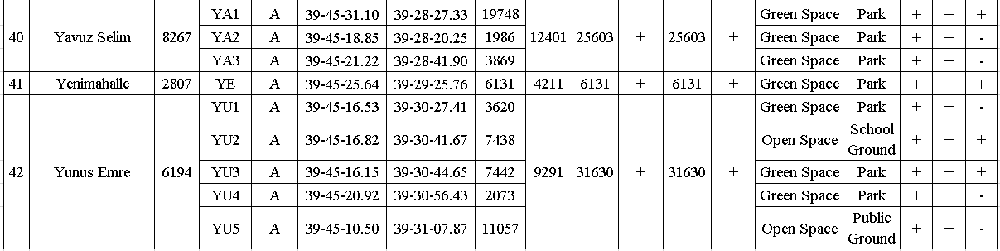 YA1 A 39-45-31.10 39-28-27.33 19748 Green Space Park + + +
40 Yavuz Selim 8267 YA2 A 39-45-18.85 39-28-20.25 1986 12401 25603 + 25603 + Green Space Park + + -
YA3 A 39-45-21.22 39-28-41.90 3869 Green Space Park + + -
41 Yenimahalle 2807 YE A 39-45-25.64 39-29-25.76 6131 4211 6131 + 6131 + Green Space Park + + +
YU1 A 39-45-16.53 39-30-27.41 3620 Green Space Park + + -
YU2 A 39-45-16.82 39-30-41.67 7438 Open Space School
Ground + + +
42 Yunus Emre 6194 YU3 A 39-45-16.15 39-30-44.65 7442 9291 31630 + 31630 + Green Space Park + + +
YU4 A 39-45-20.92 39-30-56.43 2073 Green Space Park + + -
YU5 A 39-45-10.50 39-31-07.87 11057 Open Space Public
Ground + + -